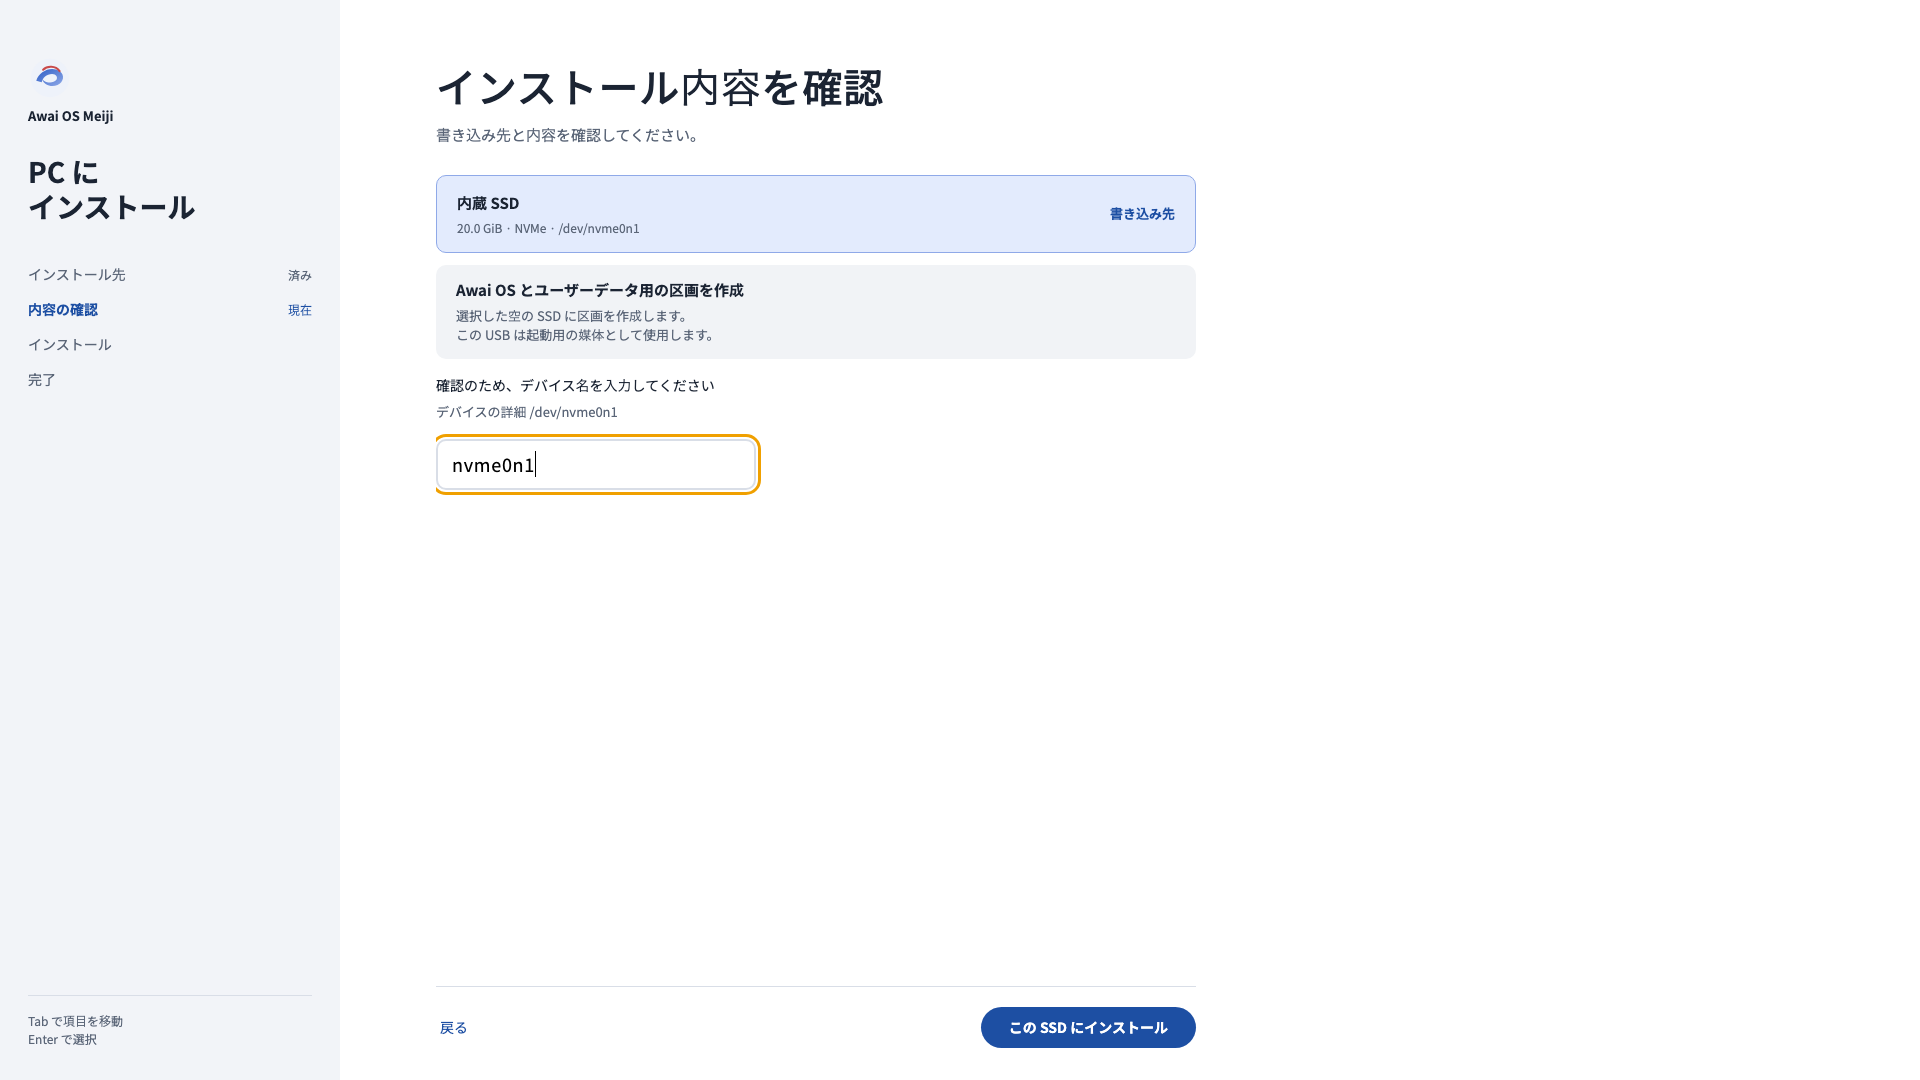 Awai OS Meiji
PC に
インストール
インストール先 済み
内容の確認 現在
インストール
完了
Tab で項目を移動
Enter で選択
インストール内容を確認
書き込み先と内容を確認してください。
内蔵 SSD
20.0 GiB · NVMe · /dev/nvme0n1
書き込み先
Awai OS とユーザーデータ用の区画を作成
選択した空の SSD に区画を作成します。
この USB は起動用の媒体として使用します。
確認のため、デバイス名を入力してください
デバイスの詳細 /dev/nvme0n1
nvme0n1
戻る
この SSD にインストール